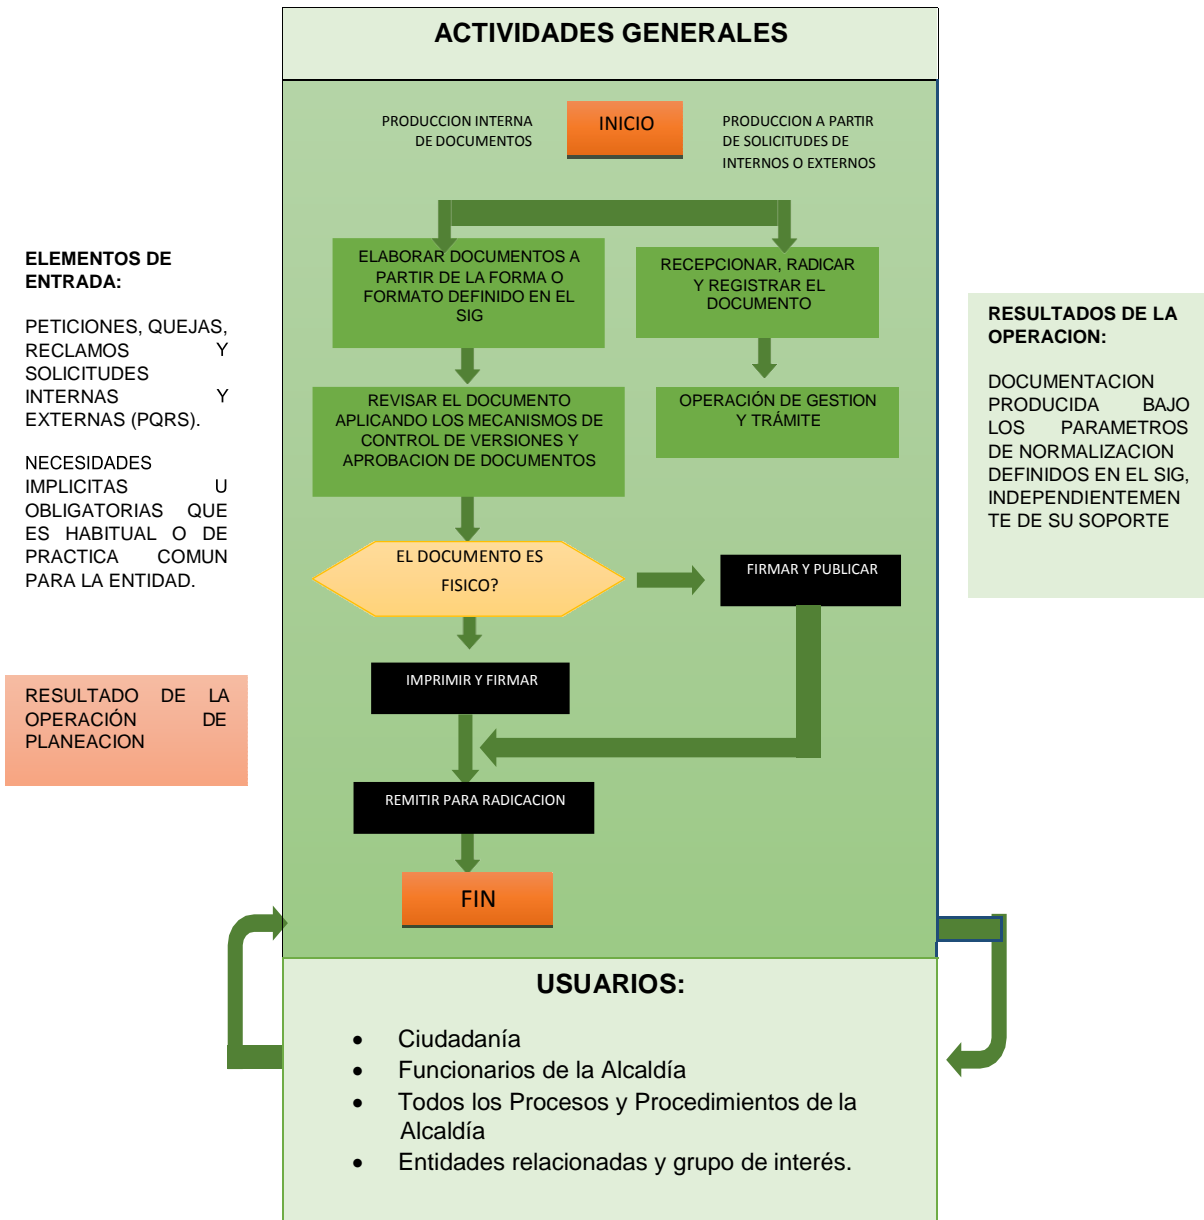 ACTIVIDADES GENERALES
PRODUCCION INTERNA
DE DOCUMENTOS
INICIO
PRODUCCION A PARTIR
DE SOLICITUDES DE
INTERNOS O EXTERNOS
ELEMENTOS DE
ENTRADA:
PETICIONES, QUEJAS,
RECLAMOS Y
SOLICITUDES
INTERNAS Y
EXTERNAS (PQRS).
NECESIDADES
IMPLICITAS U
OBLIGATORIAS QUE
ES HABITUAL O DE
PRACTICA COMUN
PARA LA ENTIDAD.
RESULTADO DE LA
OPERACIÓN DE
PLANEACION
ELABORAR DOCUMENTOS A
PARTIR DE LA FORMA O
FORMATO DEFINIDO EN EL
SIG
RECEPCIONAR, RADICAR
Y REGISTRAR EL
DOCUMENTO
REVISAR EL DOCUMENTO
APLICANDO LOS MECANISMOS DE
CONTROL DE VERSIONES Y
APROBACION DE DOCUMENTOS
OPERACIÓN DE GESTION
Y TRÁMITE
EL DOCUMENTO ES
FISICO?
FIRMAR Y PUBLICAR
IMPRIMIR Y FIRMAR
REMITIR PARA RADICACION
FIN
RESULTADOS DE LA
OPERACION:
DOCUMENTACION
PRODUCIDA BAJO
LOS PARAMETROS
DE NORMALIZACION
DEFINIDOS EN EL SIG,
INDEPENDIENTEMEN
TE DE SU SOPORTE
USUARIOS:
• Ciudadanía
• Funcionarios de la Alcaldía
• Todos los Procesos y Procedimientos de la
Alcaldía
• Entidades relacionadas y grupo de interés.